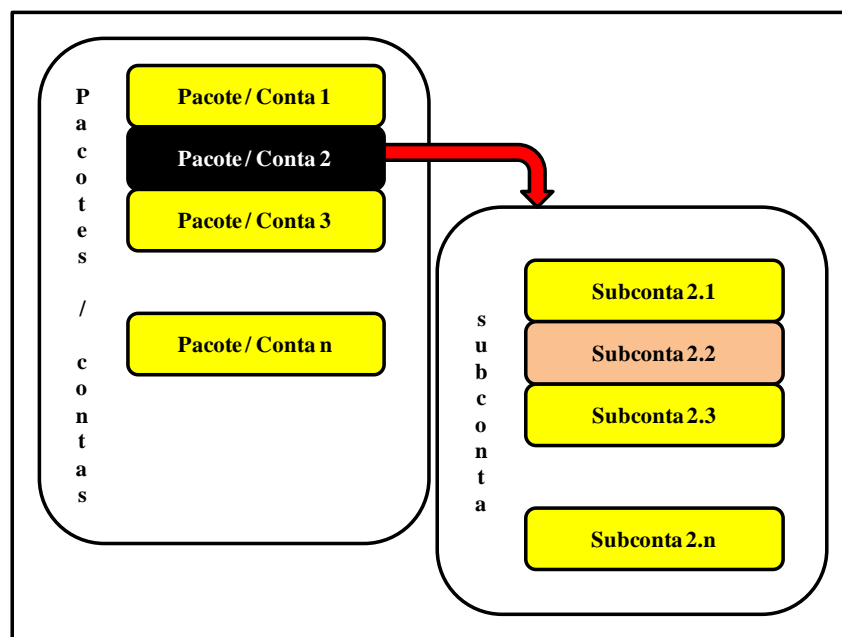 Pacotes / contas
Pacote / Conta 1
Pacote / Conta 2
Pacote / Conta 3
Pacote / Conta n
subconta
Subconta 2.1
Subconta 2.2
Subconta 2.3
Subconta 2.n